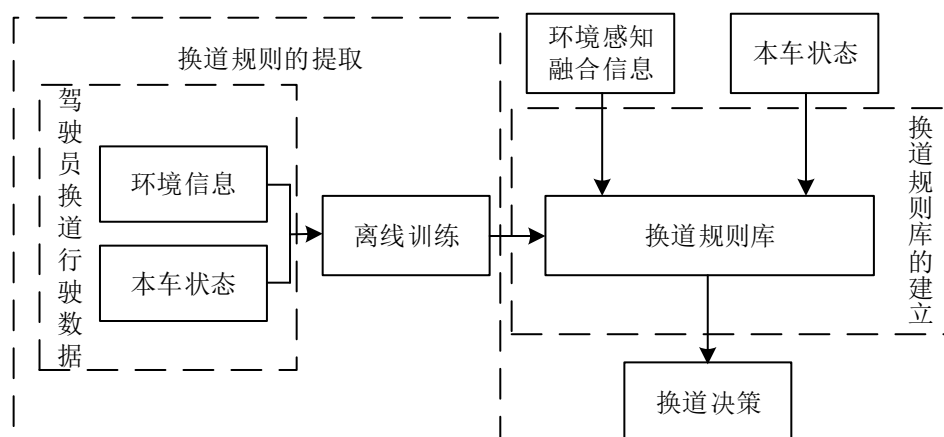 换道规则的提取
驾驶员换道行驶数据
环境信息
本车状态
离线训练
环境感知
融合信息
本车状态
换道规则库
换道规则库的建立
换道决策